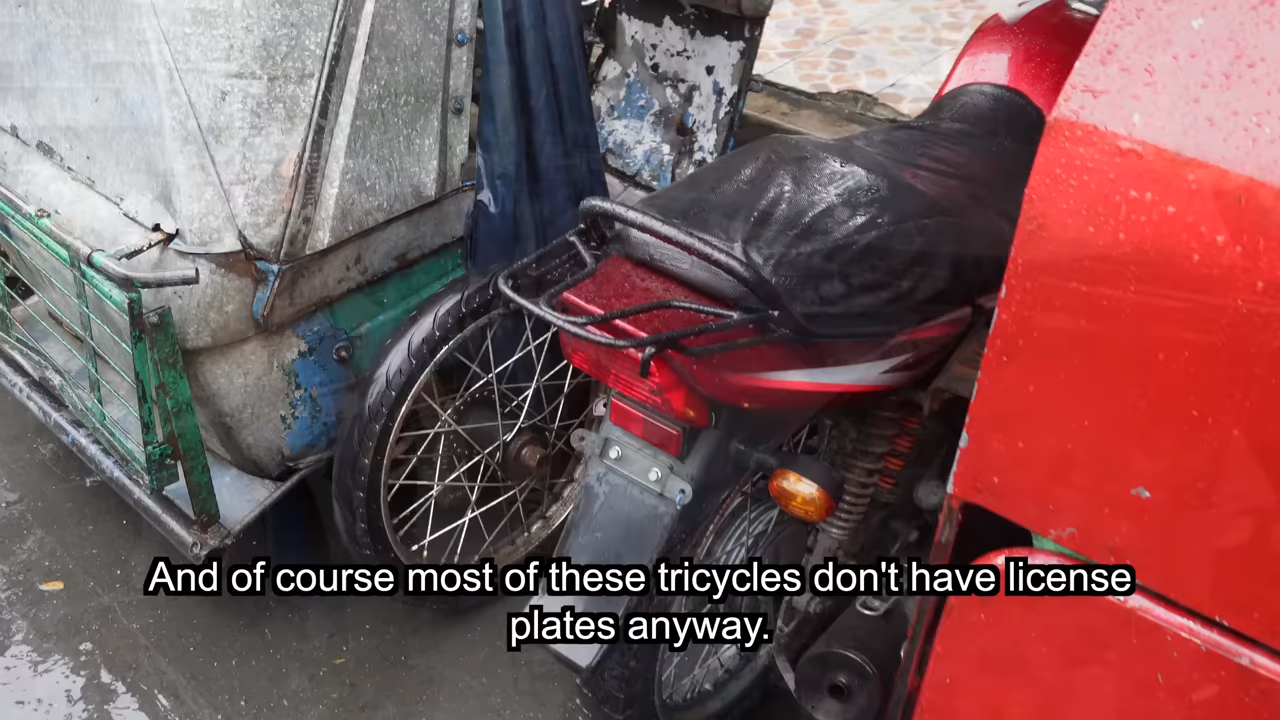 And of course most of these tricycles don't have license
plates anyway.